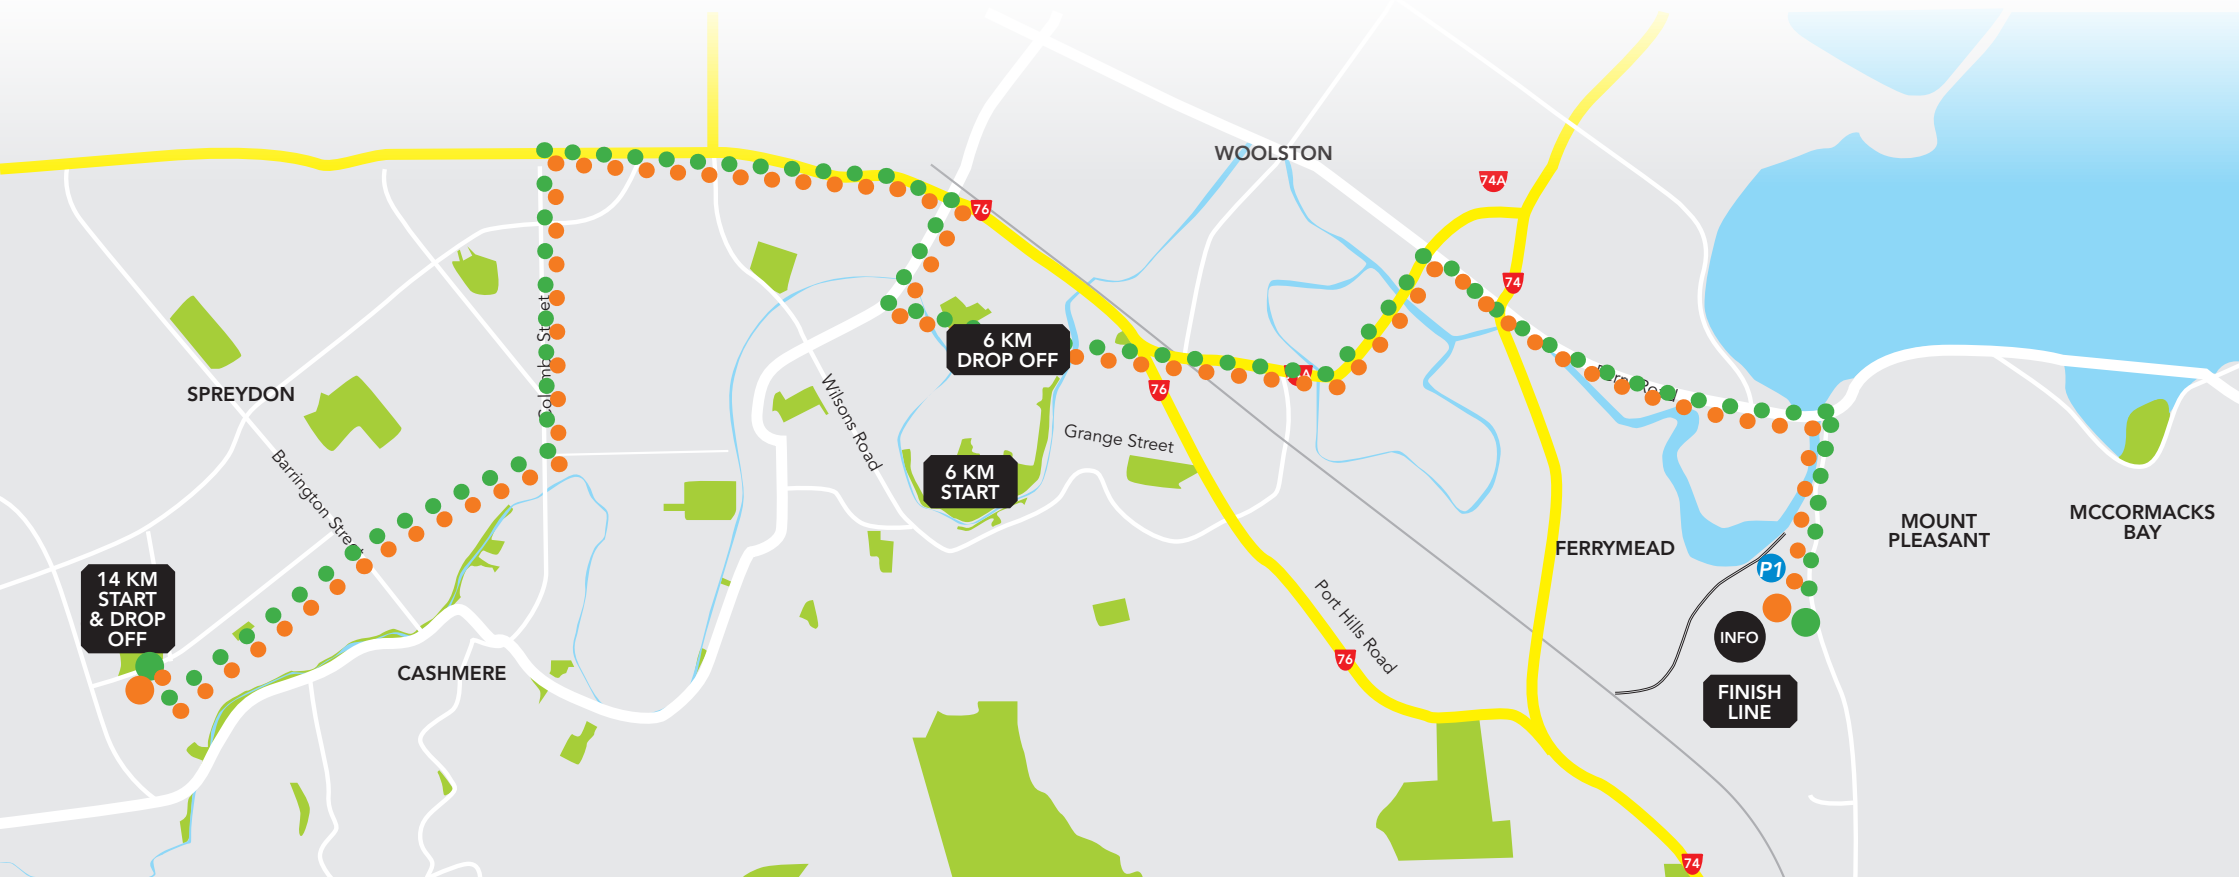 WOOLSTON
74A
76
74
6 KM
DROP OFF
76
SPREYDON
Colombo Street
Wilsons Road
Grange Street
6 KM
START
Barrington Street
MOUNT
PLEASANT
MCCORMACKS
BAY
FERRYMEAD
P1
14 KM
START
& DROP
OFF
INFO
Port Hills Road
76
CASHMERE
FINISH
LINE
74